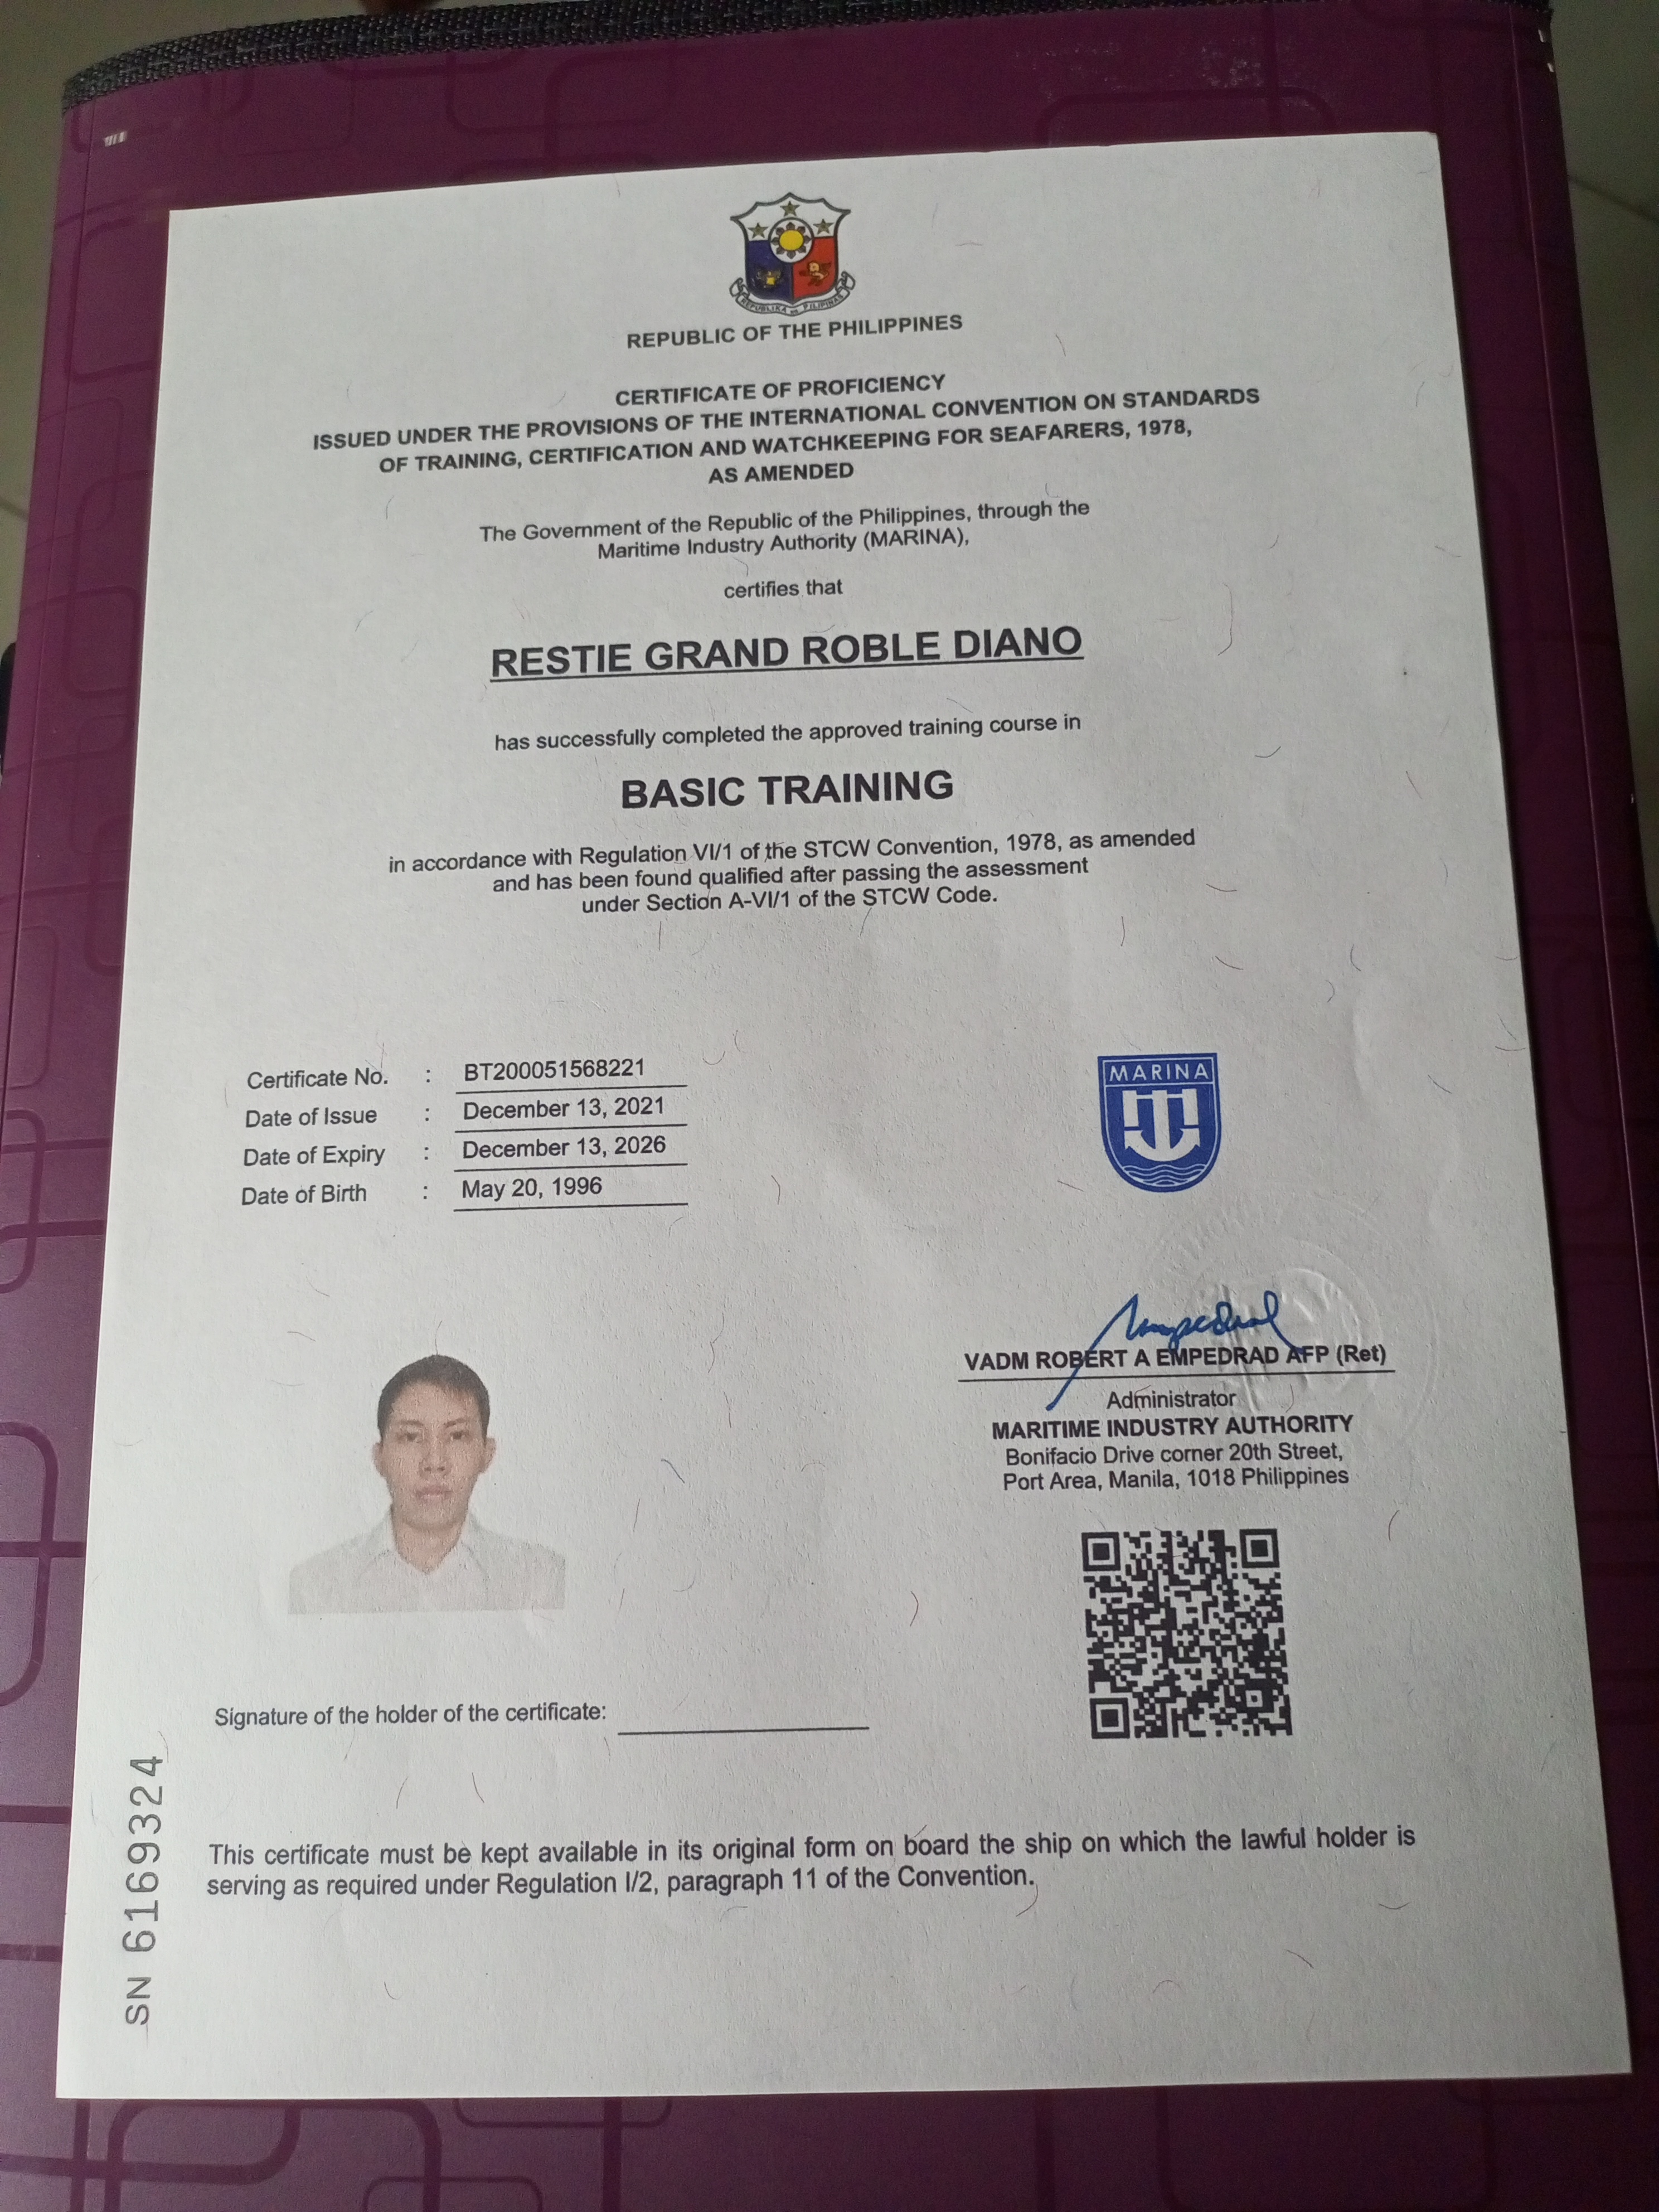 REPUBLIKA NG PILIPINAS
REPUBLIC OF THE PHILIPPINES
CERTIFICATE OF PROFICIENCY
ISSUED UNDER THE PROVISIONS OF THE INTERNATIONAL CONVENTION ON STANDARDS
OF TRAINING, CERTIFICATION AND WATCHKEEPING FOR SEAFARERS, 1978,
AS AMENDED
The Government of the Republic of the Philippines, through the
Maritime Industry Authority (MARINA),
certifies that
RESTIE GRAND ROBLE DIANO
has successfully completed the approved training course in
BASIC TRAINING
in accordance with Regulation VI/1 of the STCW Convention, 1978, as amended
and has been found qualified after passing the assessment
under Section A-VI/1 of the STCW Code.
Certificate No. : BT200051568221
Date of Issue : December 13, 2021
Date of Expiry : December 13, 2026
Date of Birth : May 20, 1996
MARINA
VADM ROBERT A EMPEDRAD AFP (Ret)
Administrator
MARITIME INDUSTRY AUTHORITY
Bonifacio Drive corner 20th Street,
Port Area, Manila, 1018 Philippines
Signature of the holder of the certificate:
SN 6169324
This certificate must be kept available in its original form on board the ship on which the lawful holder is
serving as required under Regulation I/2, paragraph 11 of the Convention.